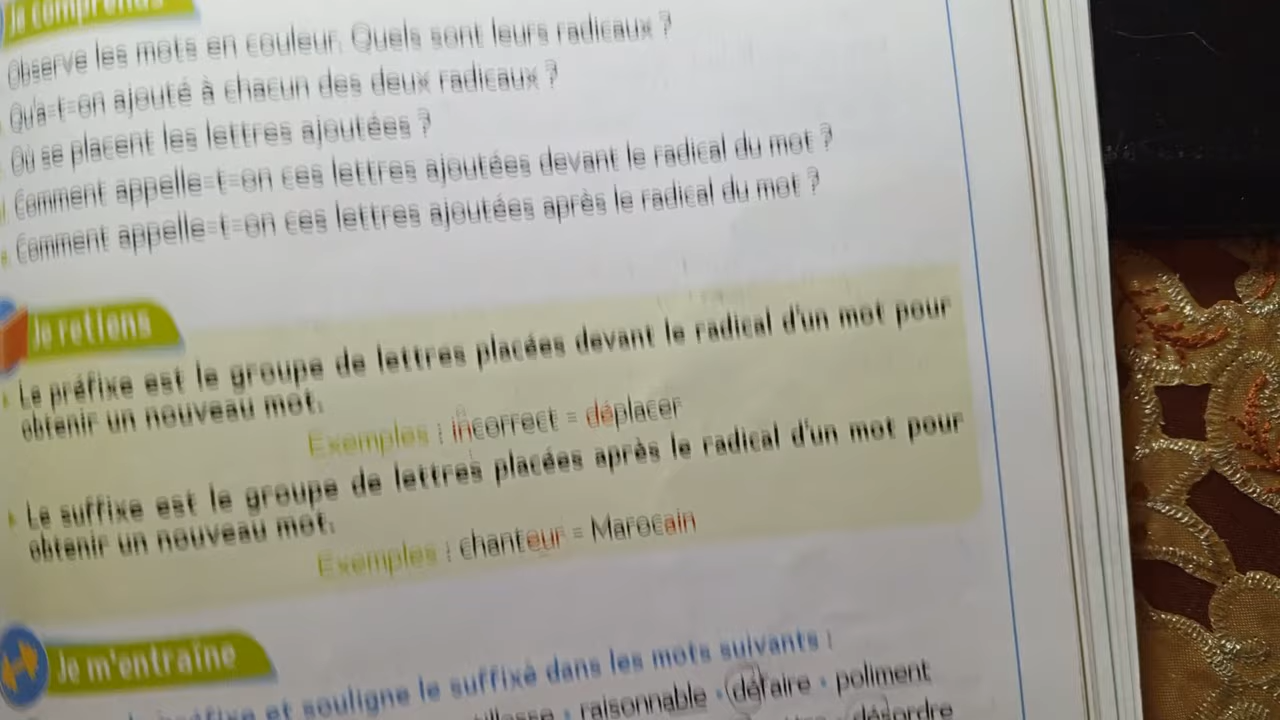 Je comprends
Observe les mots en couleur. Quels sont leurs radicaux ?
Qu'a-t-on ajouté à chacun des deux radicaux ?
Où se placent les lettres ajoutées ?
Comment appelle-t-on ces lettres ajoutées devant le radical du mot ?
Comment appelle-t-on ces lettres ajoutées après le radical du mot ?
Je retiens
Le préfixe est le groupe de lettres placées devant le radical d'un mot pour
obtenir un nouveau mot.
Exemples : incorrect - déplacer
Le suffixe est le groupe de lettres placées après le radical d'un mot pour
obtenir un nouveau mot.
Exemples : chanteur - Marocain
Je m'entraîne
et souligne le suffixe dans les mots suivants :
raisonnable • défaire • poliment
désordre